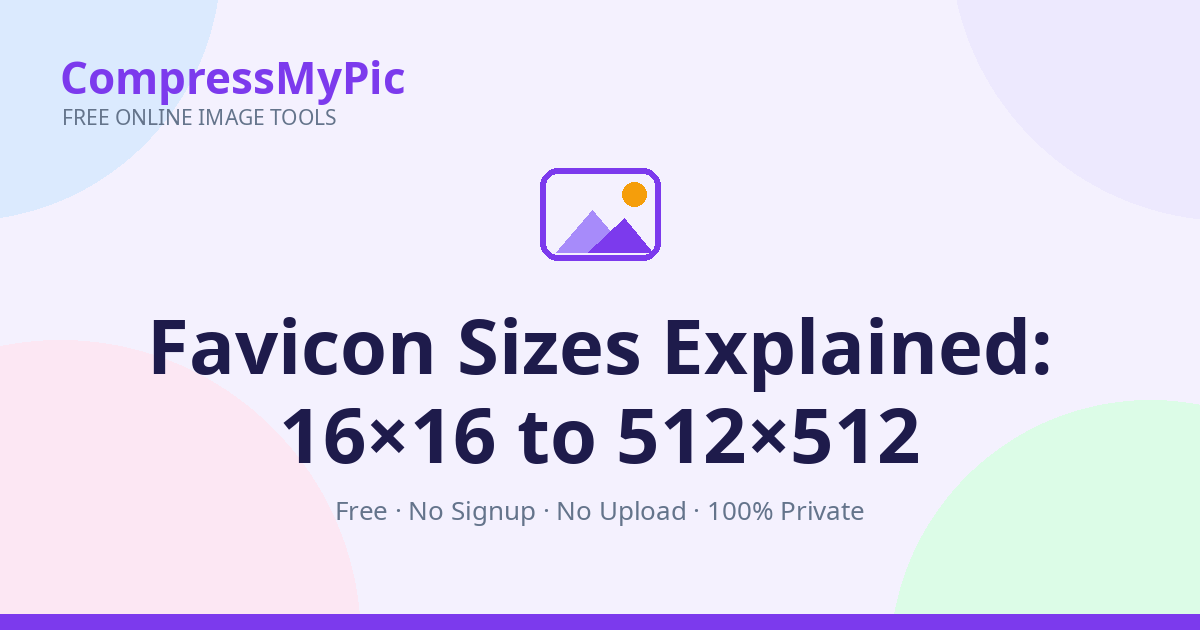 CompressMyPic
FREE ONLINE IMAGE TOOLS
Favicon Sizes Explained:
16×16 to 512×512
Free · No Signup · No Upload · 100% Private